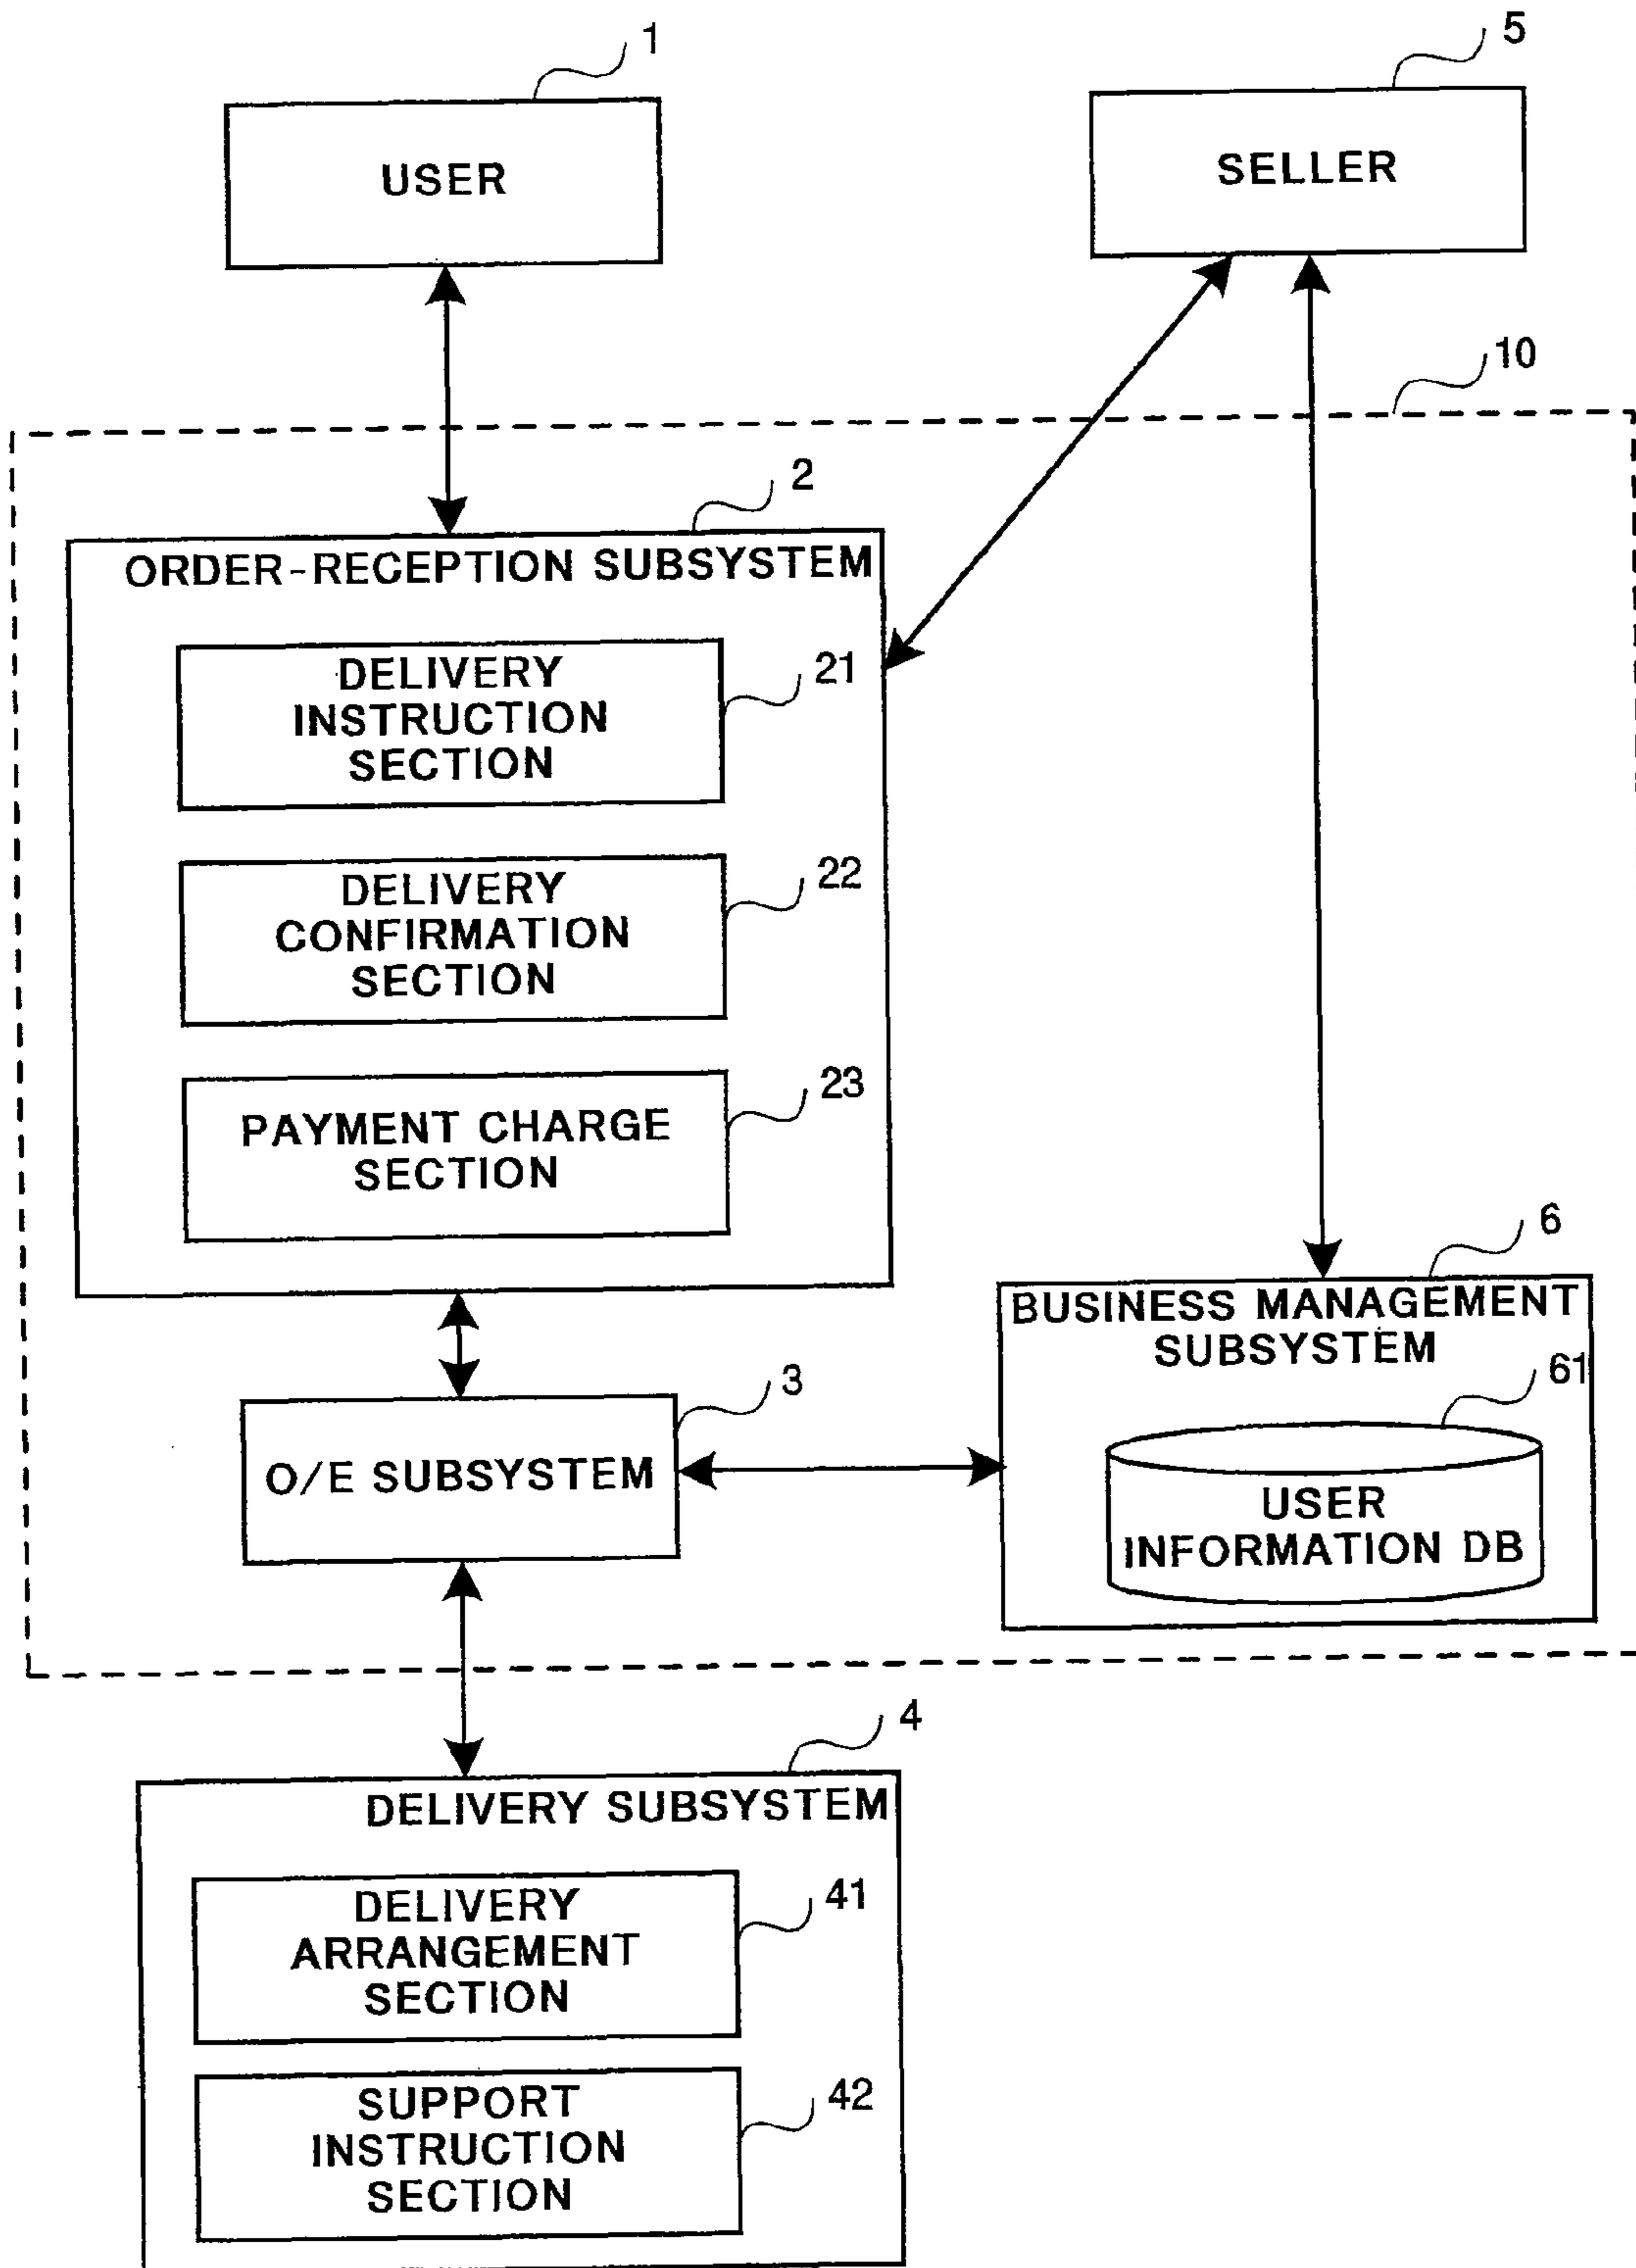 1
USER
5
SELLER
10
2
ORDER-RECEPTION SUBSYSTEM
21
DELIVERY
INSTRUCTION
SECTION
22
DELIVERY
CONFIRMATION
SECTION
23
PAYMENT CHARGE
SECTION
6
BUSINESS MANAGEMENT
SUBSYSTEM
61
USER
INFORMATION DB
3
O/E SUBSYSTEM
4
DELIVERY SUBSYSTEM
41
DELIVERY
ARRANGEMENT
SECTION
42
SUPPORT
INSTRUCTION
SECTION